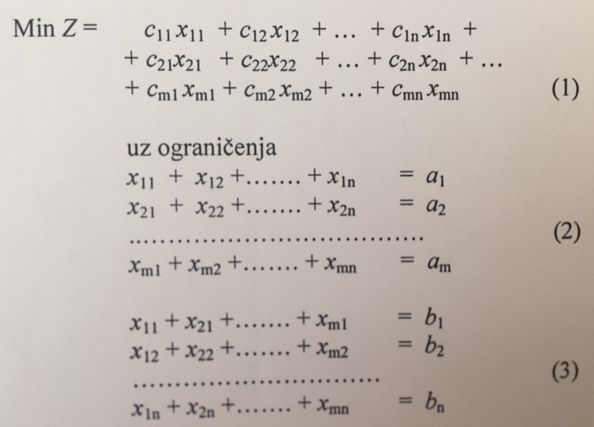 Min Z = c₁₁x₁₁ + c₁₂x₁₂ + ... + c₁ₙx₁ₙ +
+ c₂₁x₂₁ + c₂₂x₂₂ + ... + c₂ₙx₂ₙ + ...
+ cₘ₁xₘ₁ + cₘ₂xₘ₂ + ... + cₘₙxₘₙ (1)
uz ograničenja
x₁₁ + x₁₂ +....... + x₁ₙ = a₁
x₂₁ + x₂₂ +....... + x₂ₙ = a₂
..................................... (2)
xₘ₁ + xₘ₂ +....... + xₘₙ = aₘ
x₁₁ + x₂₁ +....... + xₘ₁ = b₁
x₁₂ + x₂₂ +....... + xₘ₂ = b₂
............................... (3)
x₁ₙ + x₂ₙ +....... + xₘₙ = bₙ